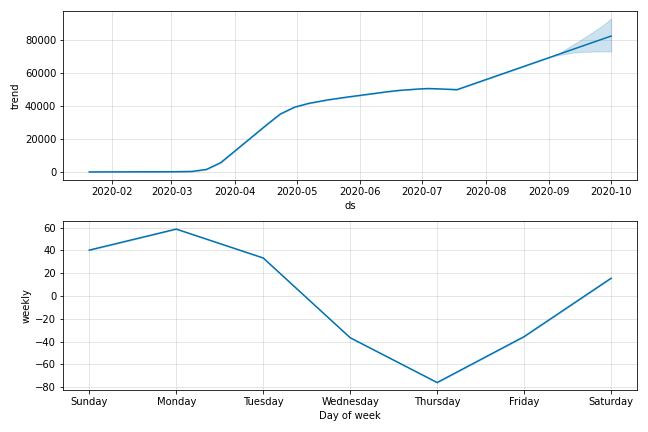 80000
60000
40000
20000
0
trend
2020-02 2020-03 2020-04 2020-05 2020-06 2020-07 2020-08 2020-09 2020-10
ds
60
40
20
0
−20
−40
−60
−80
weekly
Sunday Monday Tuesday Wednesday Thursday Friday Saturday
Day of week